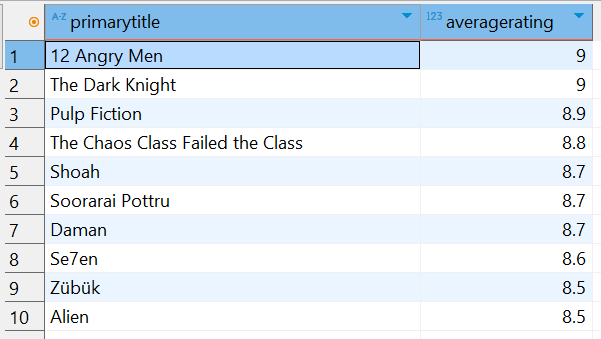 A-Z primarytitle 123 averagerating
1 12 Angry Men 9
2 The Dark Knight 9
3 Pulp Fiction 8.9
4 The Chaos Class Failed the Class 8.8
5 Shoah 8.7
6 Soorarai Pottru 8.7
7 Daman 8.7
8 Se7en 8.6
9 Zübük 8.5
10 Alien 8.5